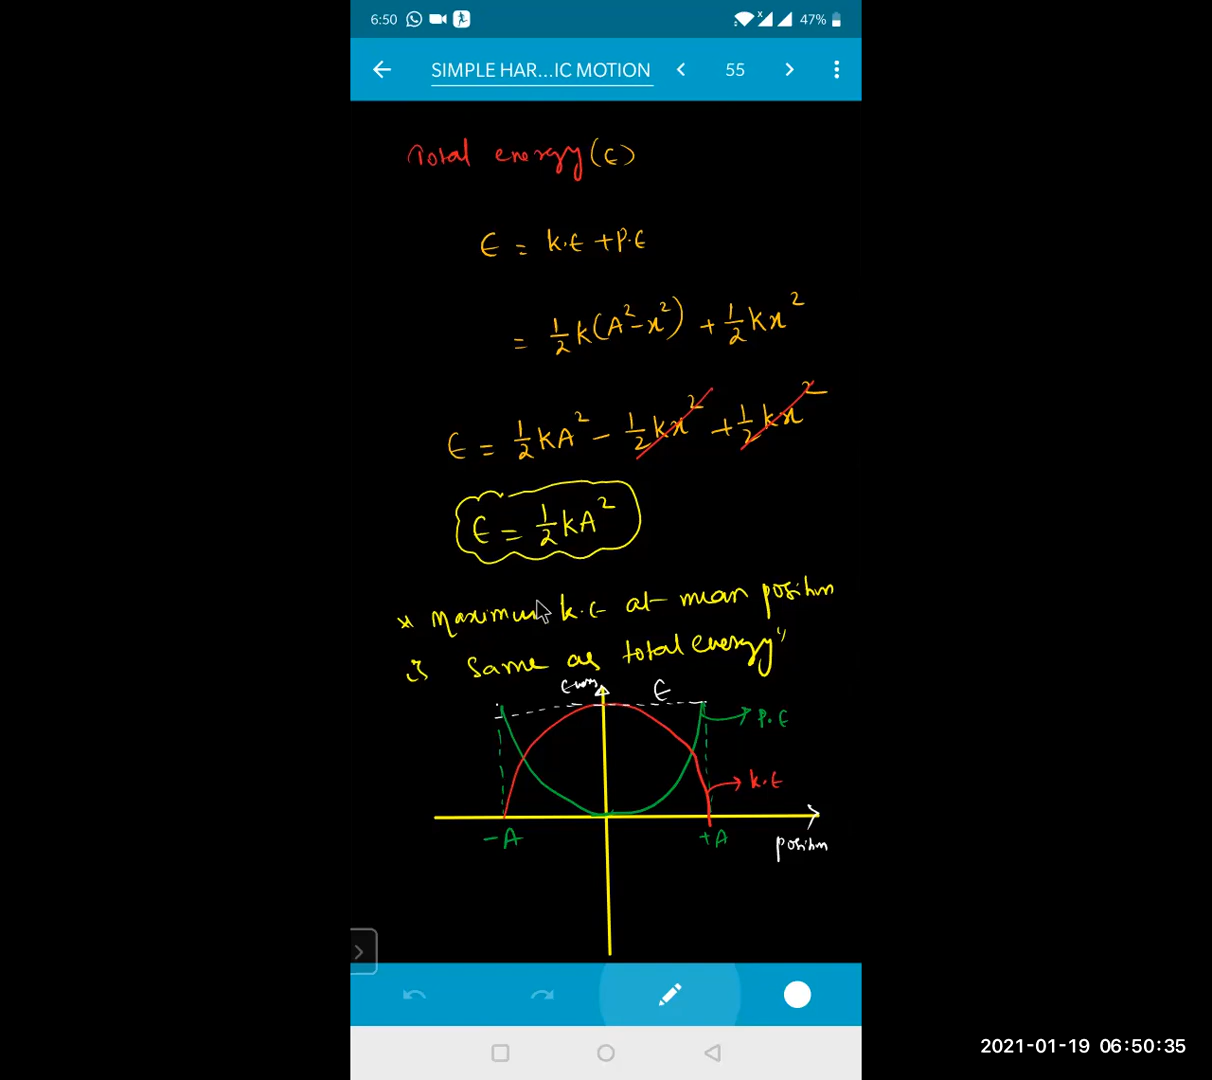 6:50 47%
SIMPLE HAR...IC MOTION 55
Total energy (E)
E = K.E + P.E
= 1/2 K(A² - x²) + 1/2 Kx²
E = 1/2 KA² - 1/2 Kx² + 1/2 Kx²
E = 1/2 KA²
* Maximum K.E at mean position
is same as total energy"
Energy E
P.E
K.E
-A +A
position
2021-01-19 06:50:35